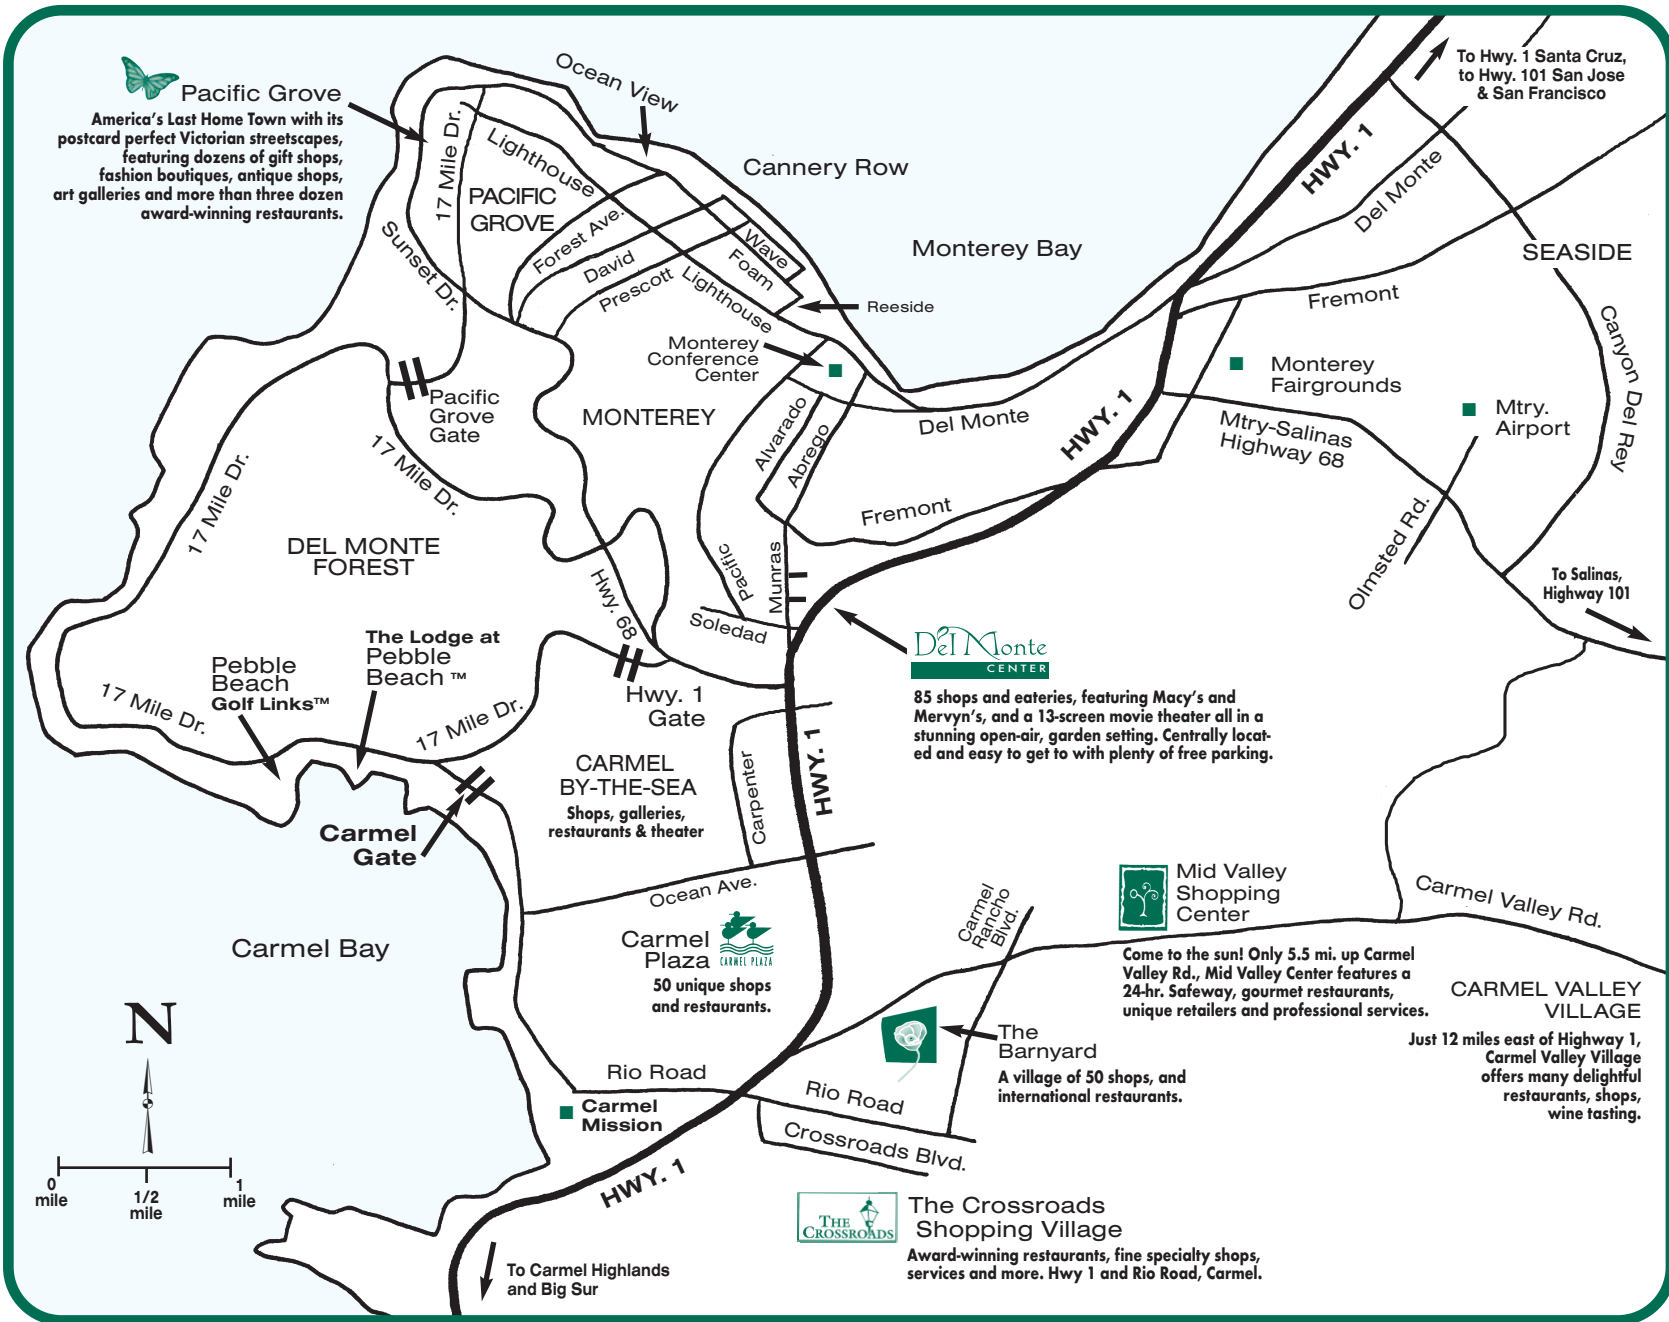 Pacific Grove
America's Last Home Town with its
postcard perfect Victorian streetscapes,
featuring dozens of gift shops,
fashion boutiques, antique shops,
art galleries and more than three dozen
award-winning restaurants.
Ocean View
Cannery Row
Monterey Bay
To Hwy. 1 Santa Cruz,
to Hwy. 101 San Jose
& San Francisco
HWY. 1
Del Monte
SEASIDE
17 Mile Dr.
Lighthouse
PACIFIC
GROVE
Sunset Dr.
Forest Ave.
David
Prescott
Lighthouse
Wave
Foam
Reeside
Fremont
Canyon Del Rey
Monterey
Conference
Center
Monterey
Fairgrounds
Mtry.
Airport
Pacific
Grove
Gate
MONTEREY
Alvarado
Abrego
Del Monte
HWY. 1
Mtry-Salinas
Highway 68
17 Mile Dr.
17 Mile Dr.
Fremont
Olmsted Rd.
DEL MONTE
FOREST
Hwy. 68
Pacific
Munras
Soledad
To Salinas,
Highway 101
Del Monte
CENTER
85 shops and eateries, featuring Macy's and
Mervyn's, and a 13-screen movie theater all in a
stunning open-air, garden setting. Centrally locat-
ed and easy to get to with plenty of free parking.
The Lodge at
Pebble
Beach ™
Pebble
Beach
Golf Links™
17 Mile Dr.
17 Mile Dr.
Hwy. 1
Gate
CARMEL
BY-THE-SEA
Shops, galleries,
restaurants & theater
Carpenter
HWY. 1
Carmel
Gate
Ocean Ave.
Carmel
Plaza
CARMEL PLAZA
50 unique shops
and restaurants.
Carmel Bay
Carmel
Rancho
Blvd.
Mid Valley
Shopping
Center
Come to the sun! Only 5.5 mi. up Carmel
Valley Rd., Mid Valley Center features a
24-hr. Safeway, gourmet restaurants,
unique retailers and professional services.
Carmel Valley Rd.
CARMEL VALLEY
VILLAGE
Just 12 miles east of Highway 1,
Carmel Valley Village
offers many delightful
restaurants, shops,
wine tasting.
The
Barnyard
A village of 50 shops, and
international restaurants.
Rio Road
Rio Road
Carmel
Mission
Crossroads Blvd.
HWY. 1
THE
CROSSROADS
The Crossroads
Shopping Village
Award-winning restaurants, fine specialty shops,
services and more. Hwy 1 and Rio Road, Carmel.
To Carmel Highlands
and Big Sur
N
0
mile
1/2
mile
1
mile